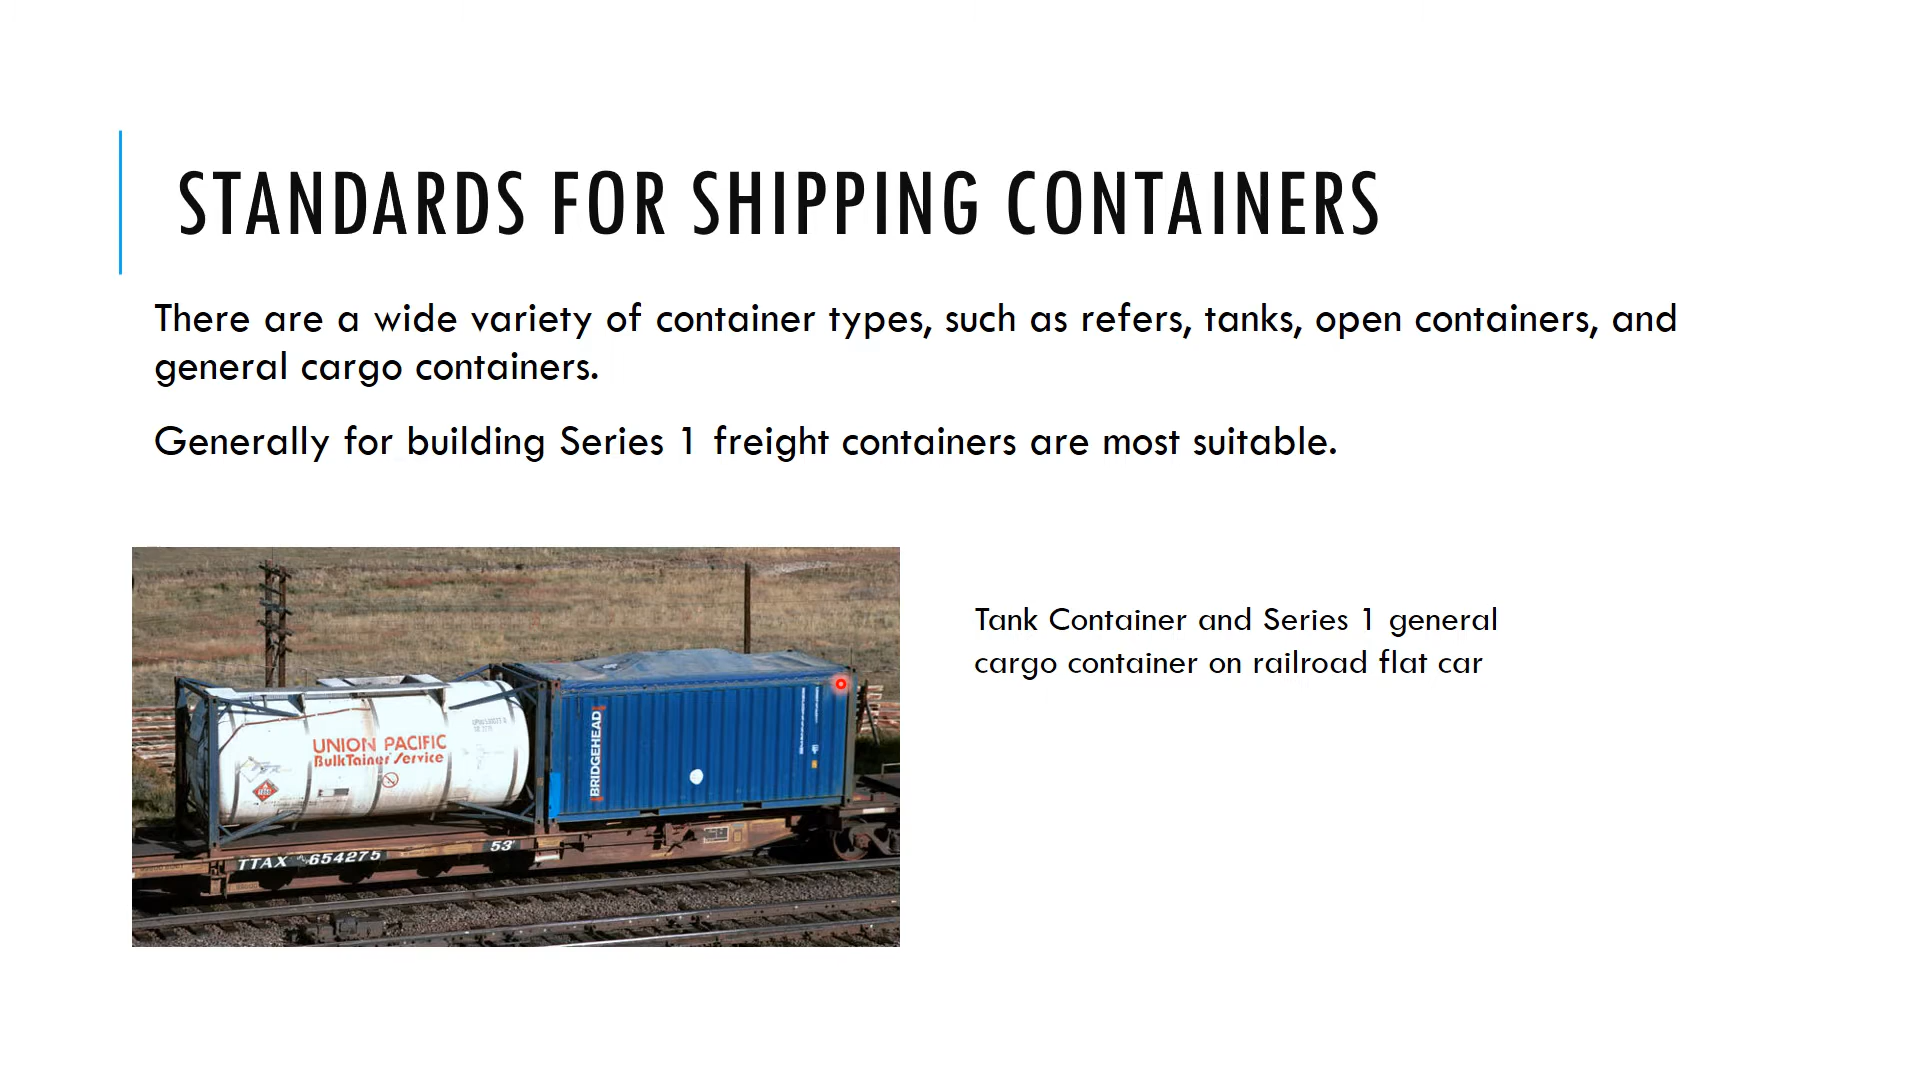 STANDARDS FOR SHIPPING CONTAINERS
There are a wide variety of container types, such as refers, tanks, open containers, and
general cargo containers.
Generally for building Series 1 freight containers are most suitable.
Tank Container and Series 1 general
cargo container on railroad flat car
UNION PACIFIC
BulkTainer Service
BRIDGEHEAD
TTAX 654275
53'